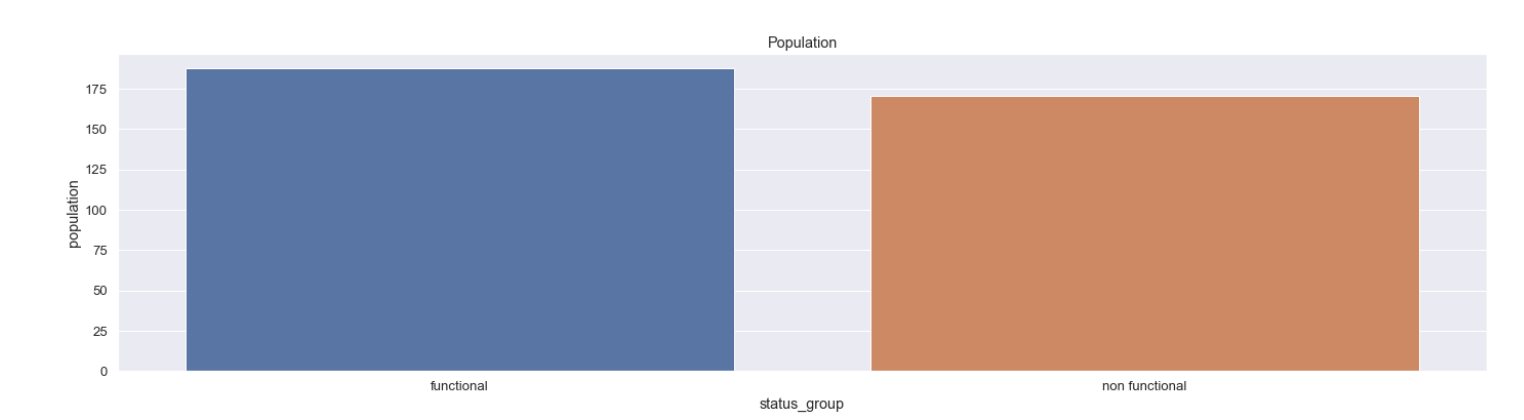 Population
population
175
150
125
100
75
50
25
0
functional
non functional
status_group